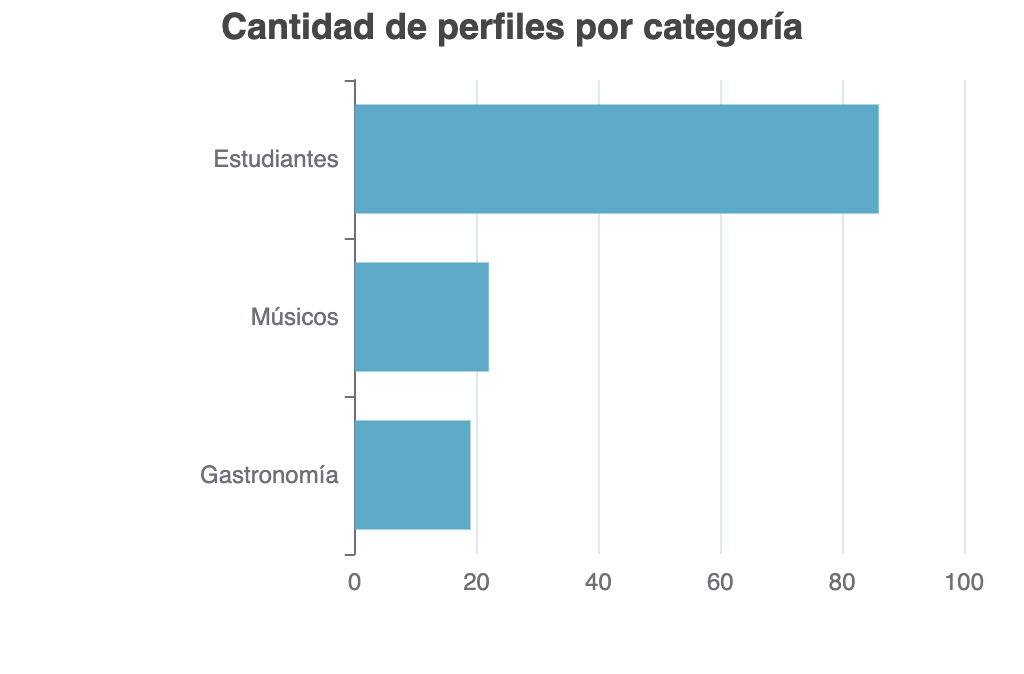 Cantidad de perfiles por categoría
Estudiantes
Músicos
Gastronomía
0 20 40 60 80 100